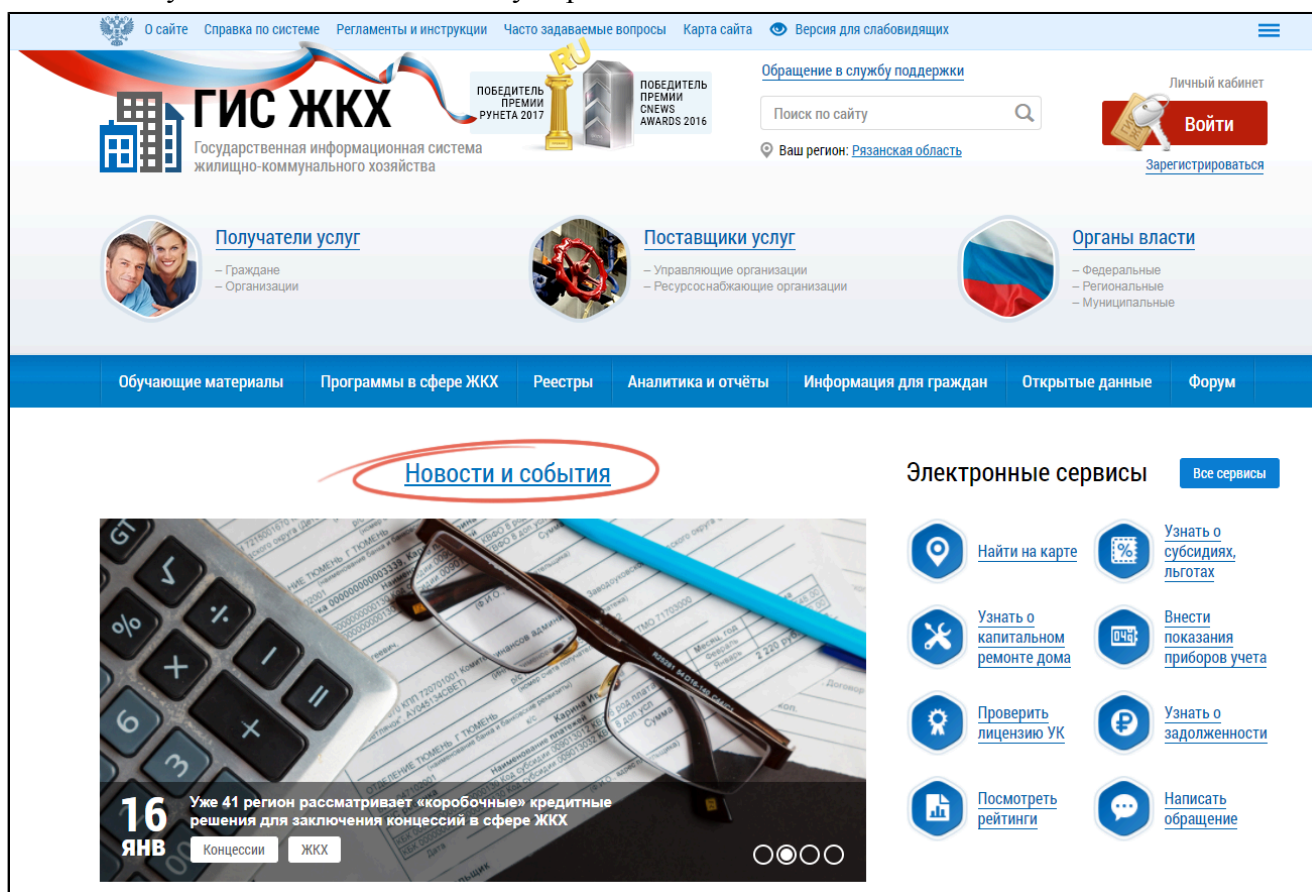 О сайте Справка по системе Регламенты и инструкции Часто задаваемые вопросы Карта сайта Версия для слабовидящих
ГИС ЖКХ
Государственная информационная система
жилищно-коммунального хозяйства
ПОБЕДИТЕЛЬ
ПРЕМИИ
РУНЕТА 2017
RU
ПОБЕДИТЕЛЬ
ПРЕМИИ
CNEWS
AWARDS 2016
Обращение в службу поддержки
Поиск по сайту
Ваш регион: Рязанская область
Личный кабинет
Войти
Зарегистрироваться
Получатели услуг
– Граждане
– Организации
Поставщики услуг
– Управляющие организации
– Ресурсоснабжающие организации
Органы власти
– Федеральные
– Региональные
– Муниципальные
Обучающие материалы Программы в сфере ЖКХ Реестры Аналитика и отчёты Информация для граждан Открытые данные Форум
Новости и события
16
ЯНВ
Уже 41 регион рассматривает «коробочные» кредитные
решения для заключения концессий в сфере ЖКХ
Концессии ЖКХ
Электронные сервисы
Все сервисы
Найти на карте
Узнать о
субсидиях,
льготах
Узнать о
капитальном
ремонте дома
Внести
показания
приборов учета
Проверить
лицензию УК
Узнать о
задолженности
Посмотреть
рейтинги
Написать
обращение